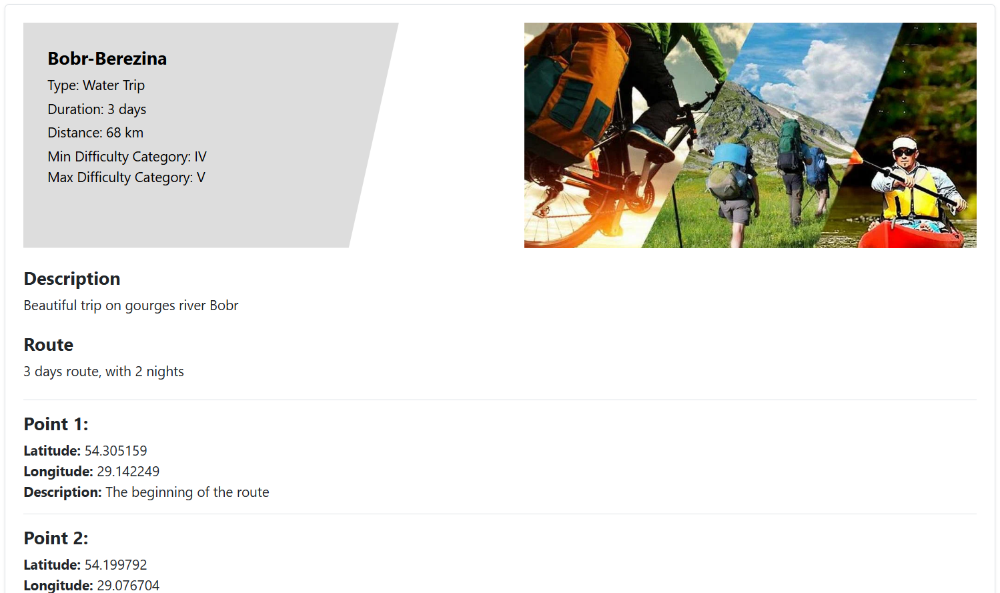 Bobr-Berezina
Type: Water Trip
Duration: 3 days
Distance: 68 km
Min Difficulty Category: IV
Max Difficulty Category: V
Description
Beautiful trip on gourges river Bobr
Route
3 days route, with 2 nights
Point 1:
Latitude: 54.305159
Longitude: 29.142249
Description: The beginning of the route
Point 2:
Latitude: 54.199792
Longitude: 29.076704